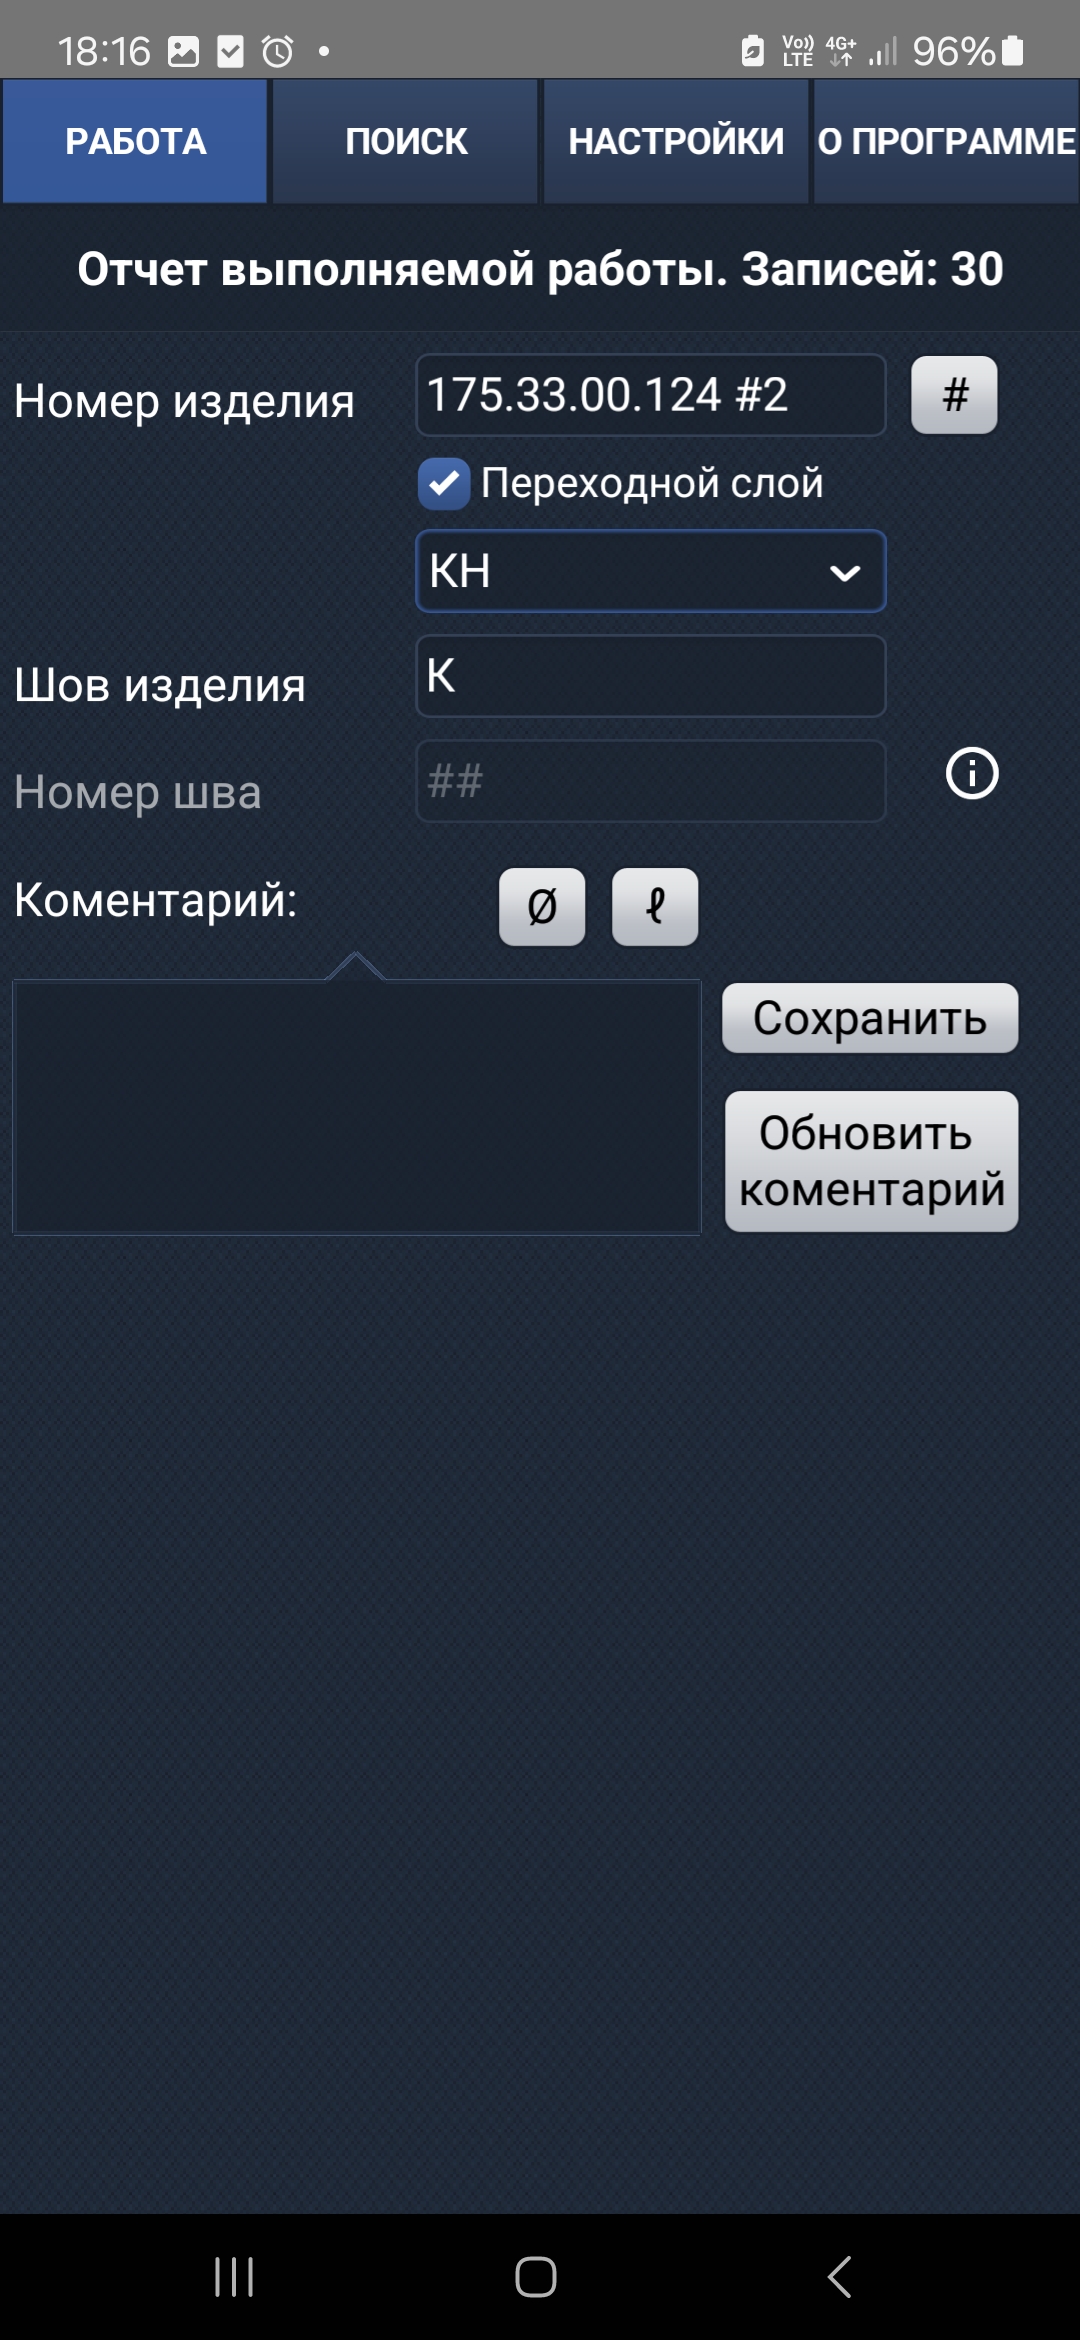 18:16 Vo)) LTE 4G+ 96%
РАБОТА ПОИСК НАСТРОЙКИ О ПРОГРАММЕ
Отчет выполняемой работы. Записей: 30
Номер изделия 175.33.00.124 #2 #
Переходной слой
КН
Шов изделия К
Номер шва ##
Коментарий: Ø ℓ
Сохранить
Обновить
коментарий